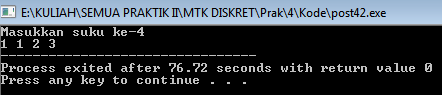 E:\KULIAH\SEMUA PRAKTIK II\MTK DISKRET\Prak\4\Kode\post42.exe
Masukkan suku ke-4
1 1 2 3
--------------------------------
Process exited after 76.72 seconds with return value 0
Press any key to continue . . .